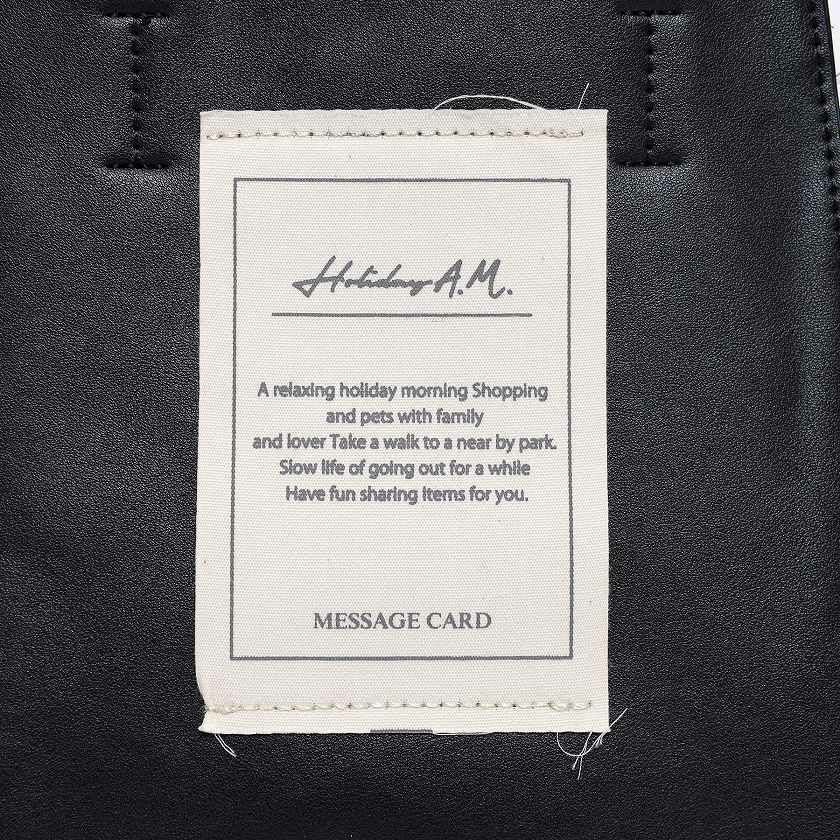 Holiday A.M.
A relaxing holiday morning Shopping
and pets with family
and lover Take a walk to a near by park.
Slow life of going out for a while
Have fun sharing items for you.
MESSAGE CARD